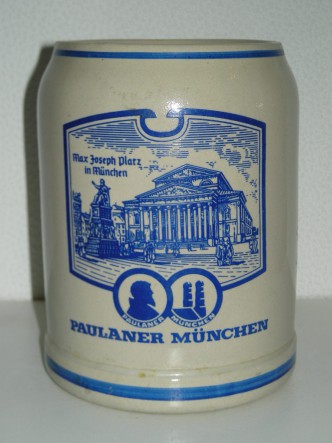 Max Joseph Platz
in München
PAULANER
MÜNCHEN
PAULANER MÜNCHEN